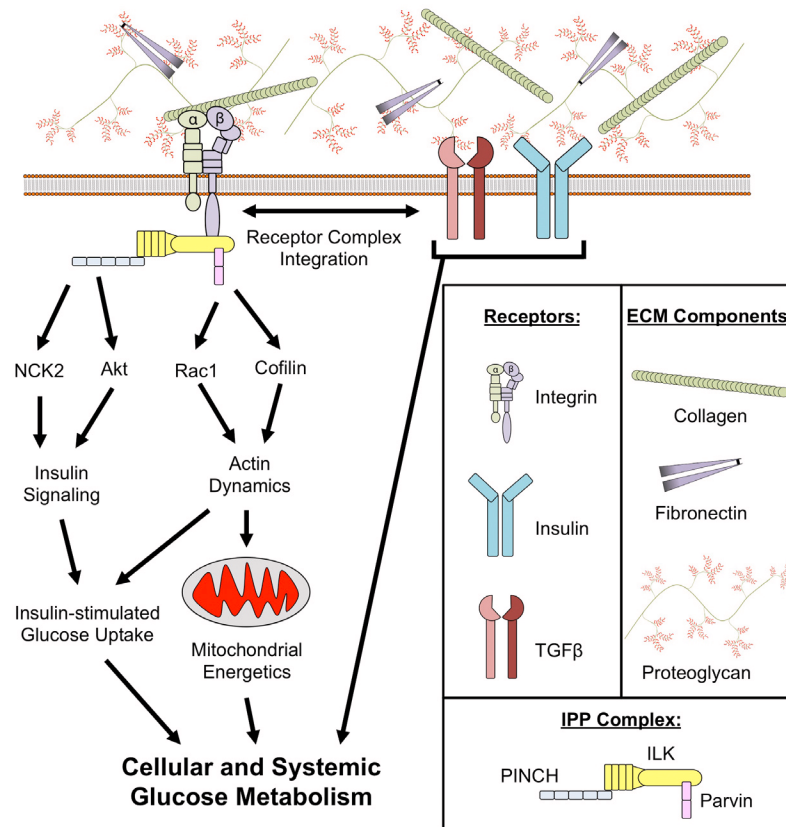 α
β
Receptor Complex
Integration
NCK2
Akt
Rac1
Cofilin
Insulin
Signaling
Actin
Dynamics
Insulin-stimulated
Glucose Uptake
Mitochondrial
Energetics
Cellular and Systemic
Glucose Metabolism
Receptors:
α
β
Integrin
Insulin
TGFβ
ECM Components
Collagen
Fibronectin
Proteoglycan
IPP Complex:
ILK
PINCH
Parvin